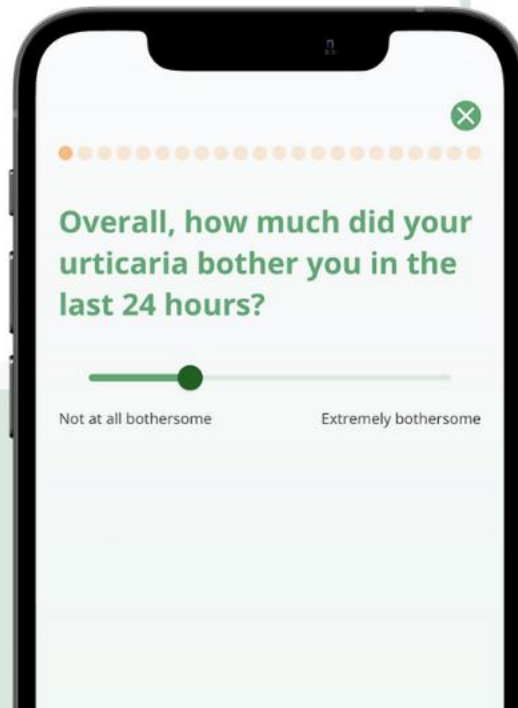 Overall, how much did your
urticaria bother you in the
last 24 hours?
Not at all bothersome
Extremely bothersome